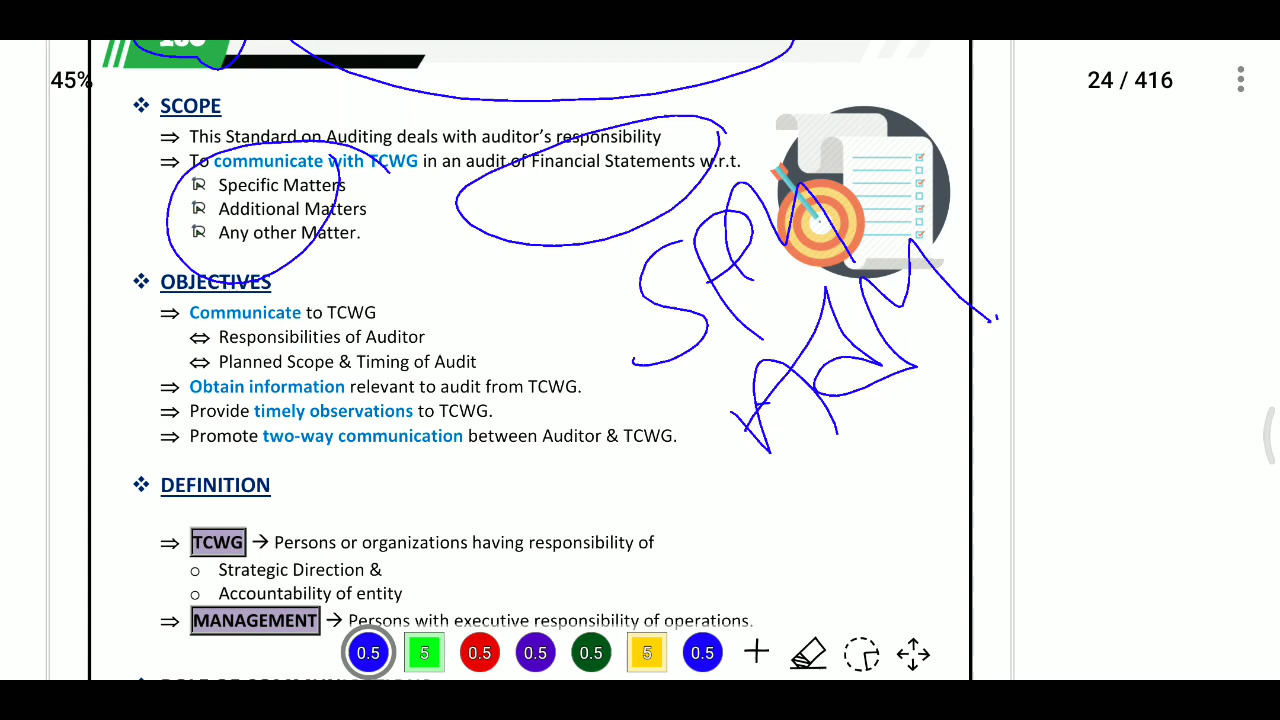 45%
24 / 416
SCOPE
⇒ This Standard on Auditing deals with auditor's responsibility
⇒ To communicate with TCWG in an audit of Financial Statements w.r.t.
Specific Matters
Additional Matters
Any other Matter.
OBJECTIVES
⇒ Communicate to TCWG
⇔ Responsibilities of Auditor
⇔ Planned Scope & Timing of Audit
⇒ Obtain information relevant to audit from TCWG.
⇒ Provide timely observations to TCWG.
⇒ Promote two-way communication between Auditor & TCWG.
DEFINITION
⇒ TCWG → Persons or organizations having responsibility of
o Strategic Direction &
o Accountability of entity
⇒ MANAGEMENT → Persons with executive responsibility of operations.
0.5 5 0.5 0.5 0.5 5 0.5